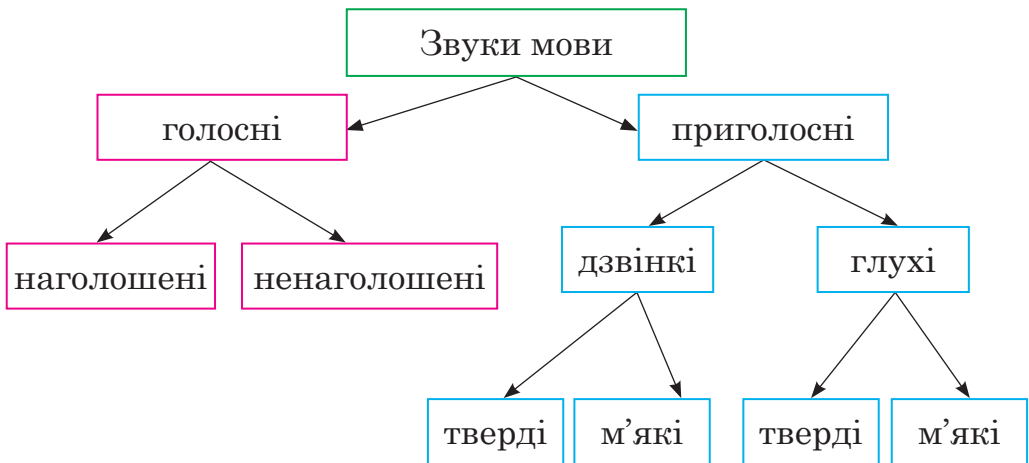 Звуки мови
голосні
приголосні
наголошені
ненаголошені
дзвінкі
глухі
тверді
м’які
тверді
м’які